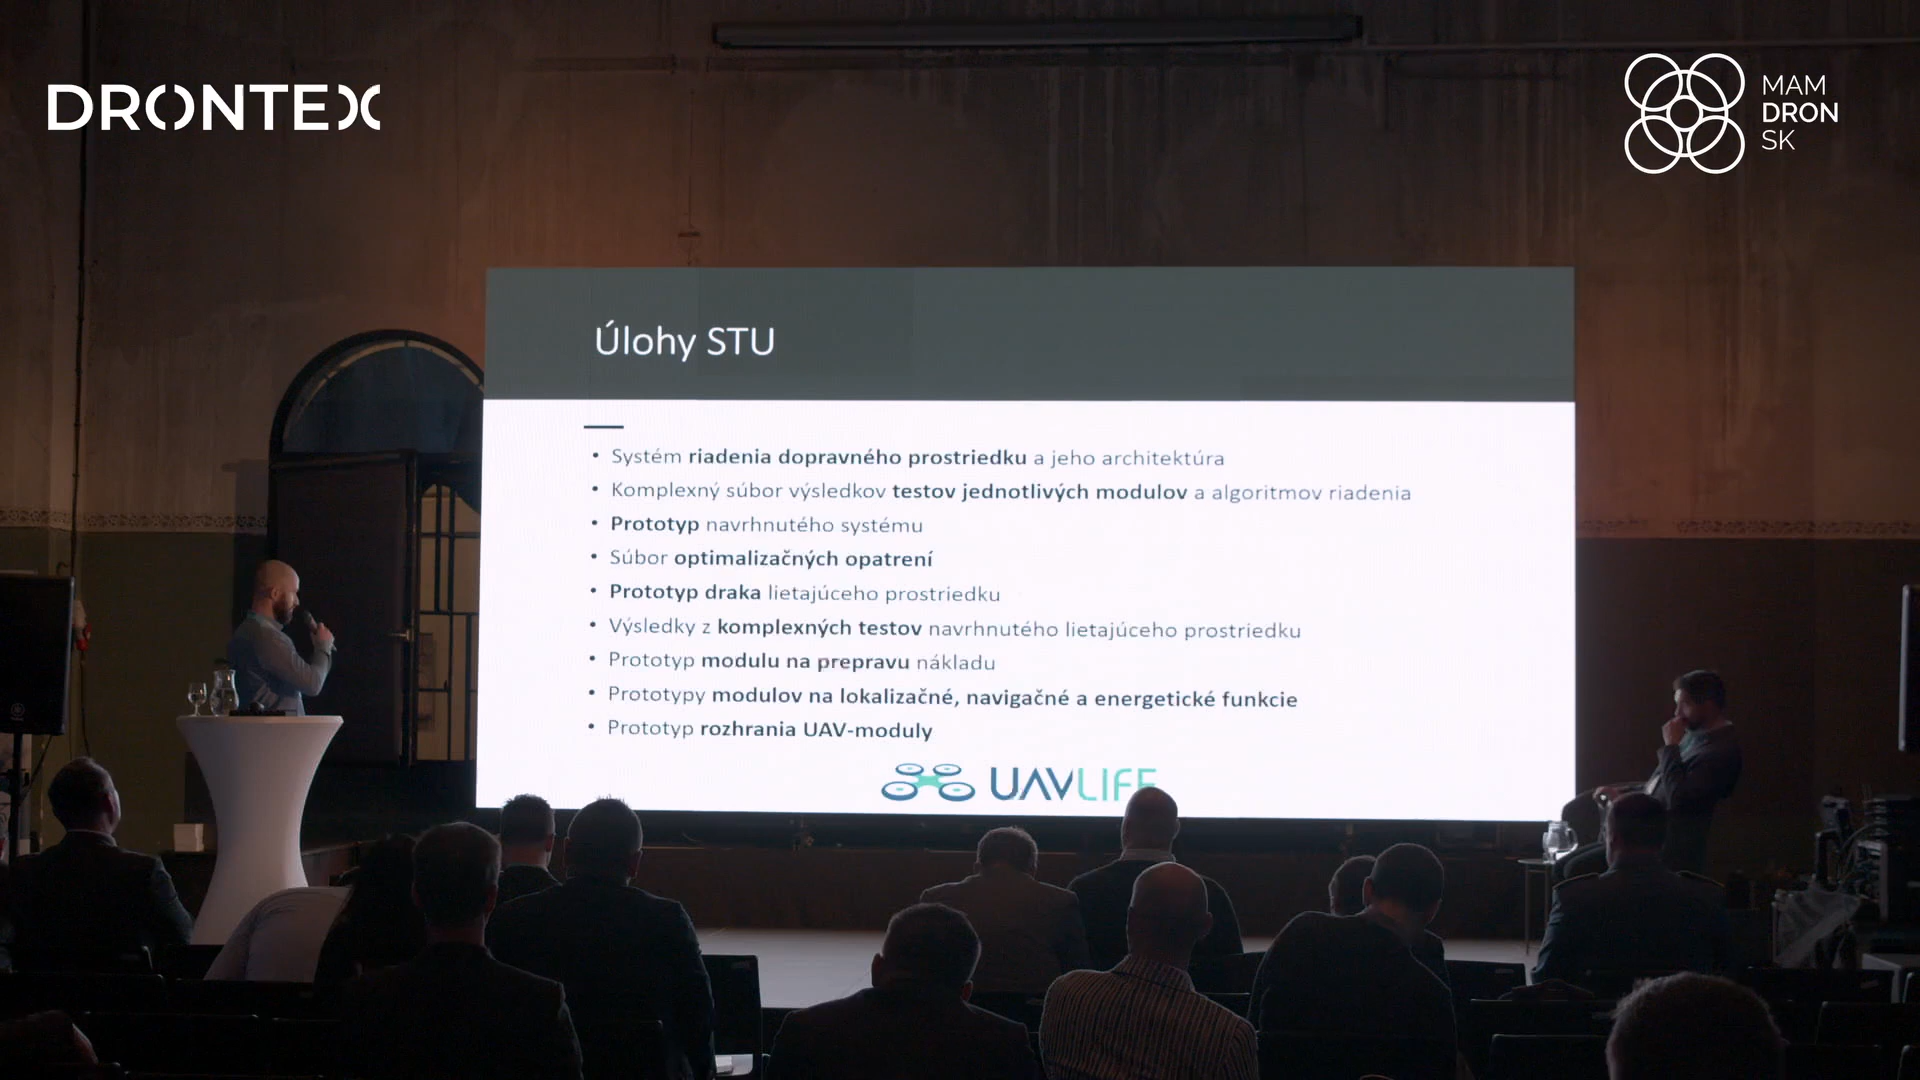 DRONTEX
MAM
DRON
SK
Úlohy STU
• Systém riadenia dopravného prostriedku a jeho architektúra
• Komplexný súbor výsledkov testov jednotlivých modulov a algoritmov riadenia
• Prototyp navrhnutého systému
• Súbor optimalizačných opatrení
• Prototyp draka lietajúceho prostriedku
• Výsledky z komplexných testov navrhnutého lietajúceho prostriedku
• Prototyp modulu na prepravu nákladu
• Prototypy modulov na lokalizačné, navigačné a energetické funkcie
• Prototyp rozhrania UAV-moduly
UAVLIFE